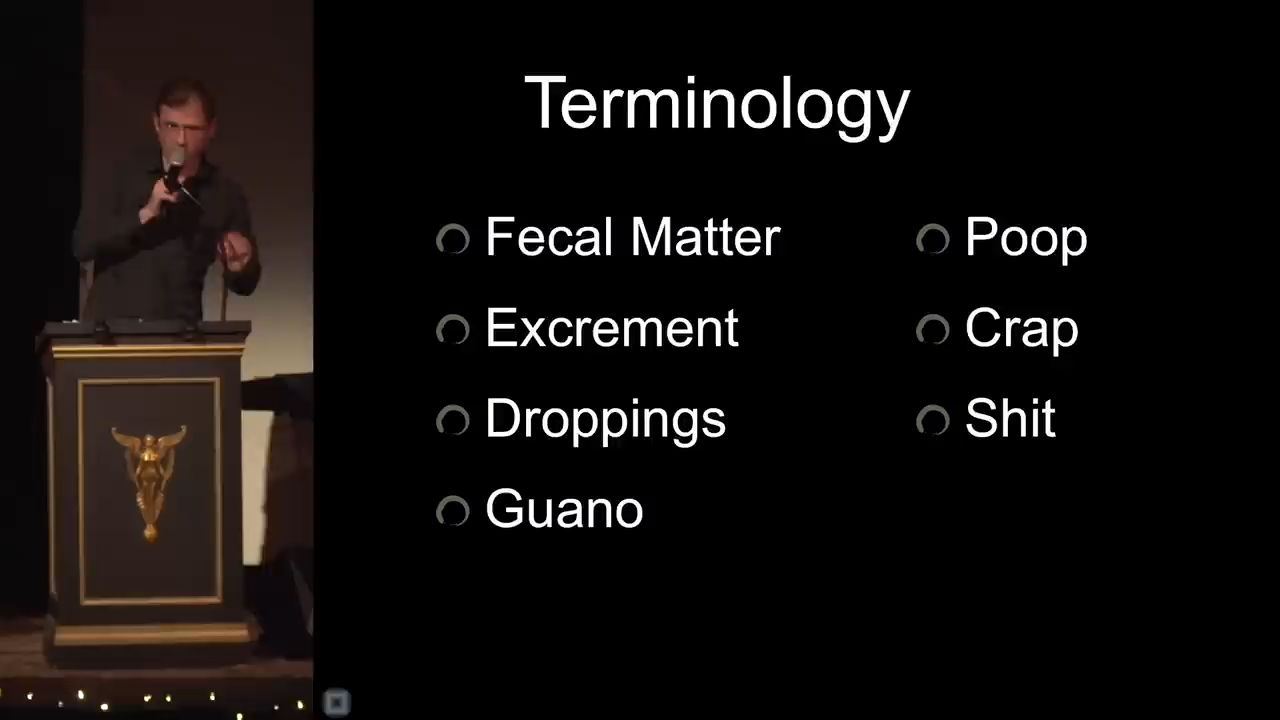 Terminology
Fecal Matter
Excrement
Droppings
Guano
Poop
Crap
Shit